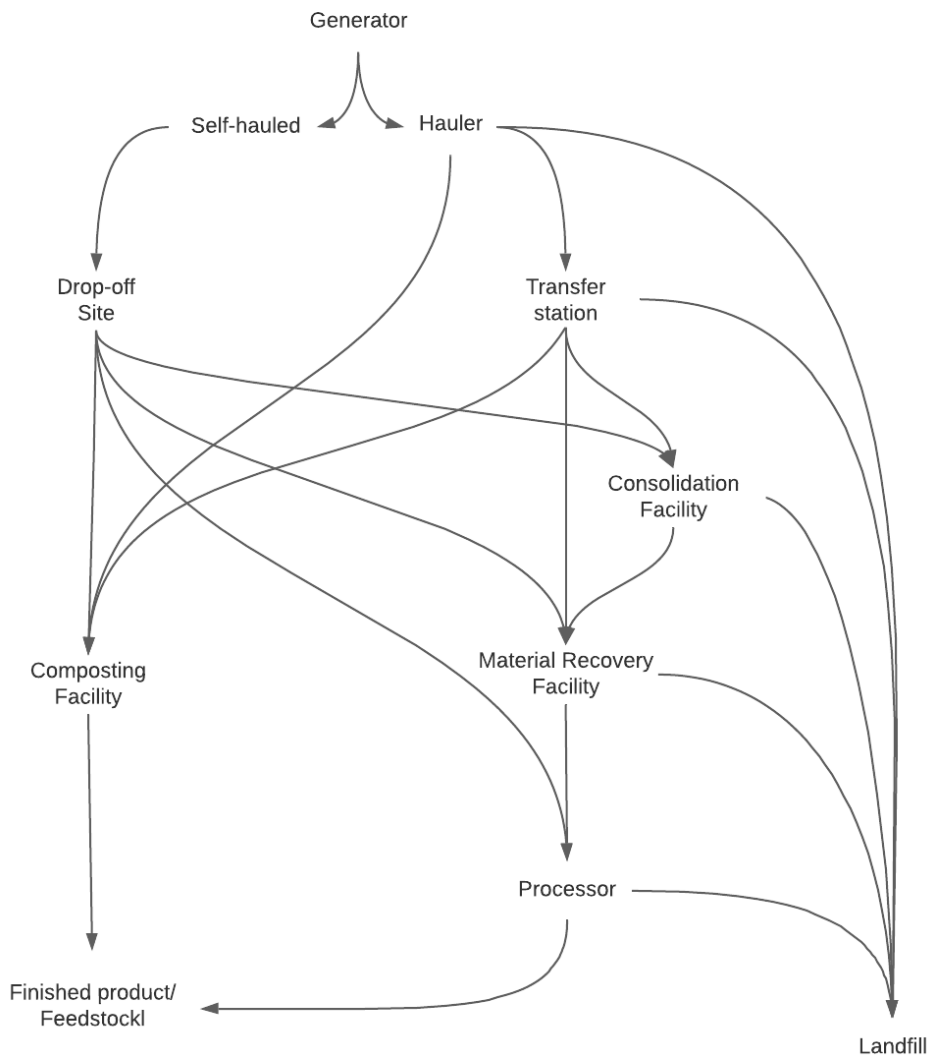 Generator
Self-hauled
Hauler
Drop-off
Site
Transfer
station
Consolidation
Facility
Composting
Facility
Material Recovery
Facility
Processor
Finished product/
Feedstockl
Landfill